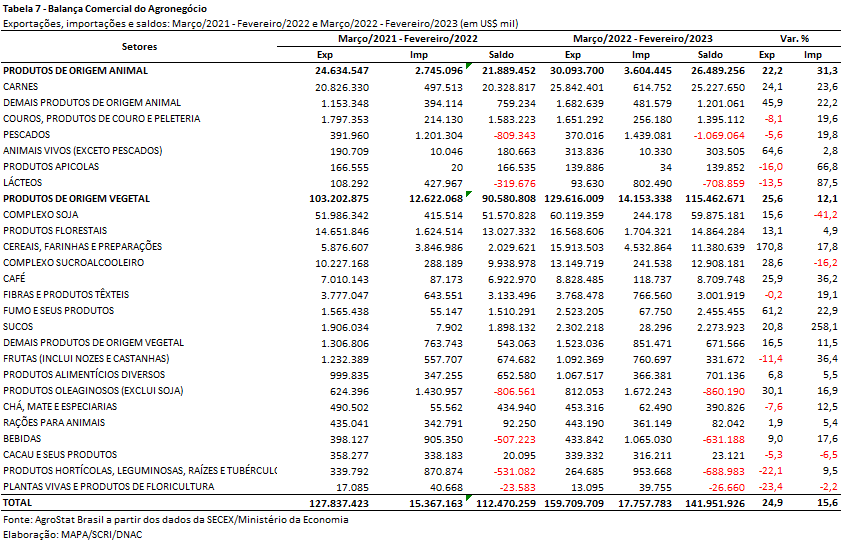 Tabela 7 - Balança Comercial do Agronegócio
Exportações, importações e saldos: Março/2021 - Fevereiro/2022 e Março/2022 - Fevereiro/2023 (em US$ mil)
Setores Março/2021 - Fevereiro/2022 Março/2022 - Fevereiro/2023 Var. %
Exp Imp Saldo Exp Imp Saldo Exp Imp
PRODUTOS DE ORIGEM ANIMAL 24.634.547 2.745.096 21.889.452 30.093.700 3.604.445 26.489.256 22,2 31,3
CARNES 20.826.330 497.513 20.328.817 25.842.401 614.752 25.227.650 24,1 23,6
DEMAIS PRODUTOS DE ORIGEM ANIMAL 1.153.348 394.114 759.234 1.682.639 481.579 1.201.061 45,9 22,2
COUROS, PRODUTOS DE COURO E PELETERIA 1.797.353 214.130 1.583.223 1.651.292 256.180 1.395.112 -8,1 19,6
PESCADOS 391.960 1.201.304 -809.343 370.016 1.439.081 -1.069.064 -5,6 19,8
ANIMAIS VIVOS (EXCETO PESCADOS) 190.709 10.046 180.663 313.836 10.330 303.505 64,6 2,8
PRODUTOS APICOLAS 166.555 20 166.535 139.886 34 139.852 -16,0 66,8
LÁCTEOS 108.292 427.967 -319.676 93.630 802.490 -708.859 -13,5 87,5
PRODUTOS DE ORIGEM VEGETAL 103.202.875 12.622.068 90.580.808 129.616.009 14.153.338 115.462.671 25,6 12,1
COMPLEXO SOJA 51.986.342 415.514 51.570.828 60.119.359 244.178 59.875.181 15,6 -41,2
PRODUTOS FLORESTAIS 14.651.846 1.624.514 13.027.332 16.568.606 1.704.321 14.864.284 13,1 4,9
CEREAIS, FARINHAS E PREPARAÇÕES 5.876.607 3.846.986 2.029.621 15.913.503 4.532.864 11.380.639 170,8 17,8
COMPLEXO SUCROALCOOLEIRO 10.227.168 288.189 9.938.978 13.149.719 241.538 12.908.181 28,6 -16,2
CAFÉ 7.010.143 87.173 6.922.970 8.828.485 118.737 8.709.748 25,9 36,2
FIBRAS E PRODUTOS TÊXTEIS 3.777.047 643.551 3.133.496 3.768.478 766.560 3.001.919 -0,2 19,1
FUMO E SEUS PRODUTOS 1.565.438 55.147 1.510.291 2.523.205 67.750 2.455.455 61,2 22,9
SUCOS 1.906.034 7.902 1.898.132 2.302.218 28.296 2.273.923 20,8 258,1
DEMAIS PRODUTOS DE ORIGEM VEGETAL 1.306.806 763.743 543.063 1.523.036 851.471 671.566 16,5 11,5
FRUTAS (INCLUI NOZES E CASTANHAS) 1.232.389 557.707 674.682 1.092.369 760.697 331.672 -11,4 36,4
PRODUTOS ALIMENTÍCIOS DIVERSOS 999.835 347.255 652.580 1.067.517 366.381 701.136 6,8 5,5
PRODUTOS OLEAGINOSOS (EXCLUI SOJA) 624.396 1.430.957 -806.561 812.053 1.672.243 -860.190 30,1 16,9
CHÁ, MATE E ESPECIARIAS 490.502 55.562 434.940 453.316 62.490 390.826 -7,6 12,5
RAÇÕES PARA ANIMAIS 435.041 342.791 92.250 443.190 361.149 82.042 1,9 5,4
BEBIDAS 398.127 905.350 -507.223 433.842 1.065.030 -631.188 9,0 17,6
CACAU E SEUS PRODUTOS 358.277 338.183 20.095 339.332 316.211 23.121 -5,3 -6,5
PRODUTOS HORTÍCOLAS, LEGUMINOSAS, RAÍZES E TUBÉRCULO 339.792 870.874 -531.082 264.685 953.668 -688.983 -22,1 9,5
PLANTAS VIVAS E PRODUTOS DE FLORICULTURA 17.085 40.668 -23.583 13.095 39.755 -26.660 -23,4 -2,2
TOTAL 127.837.423 15.367.163 112.470.259 159.709.709 17.757.783 141.951.926 24,9 15,6
Fonte: AgroStat Brasil a partir dos dados da SECEX/Ministério da Economia
Elaboração: MAPA/SCRI/DNAC